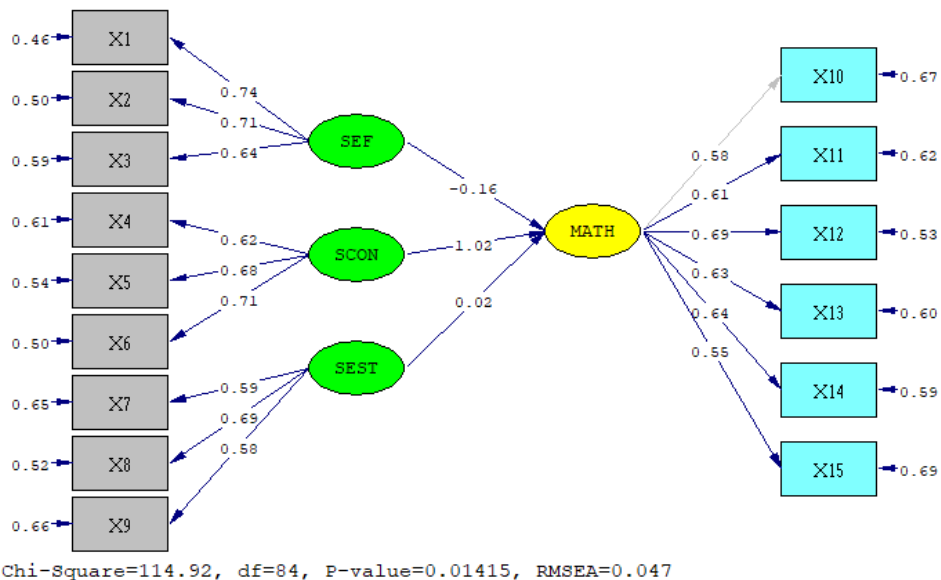 0.46 X1
0.50 X2
0.59 X3
0.61 X4
0.54 X5
0.50 X6
0.65 X7
0.52 X8
0.66 X9
0.74
0.71
0.64
0.62
0.68
0.71
0.59
0.69
0.58
SEF
SCON
SEST
-0.16
1.02
0.02
MATH
0.58
0.61
0.69
0.63
0.64
0.55
X10 0.67
X11 0.62
X12 0.53
X13 0.60
X14 0.59
X15 0.69
Chi-Square=114.92, df=84, P-value=0.01415, RMSEA=0.047